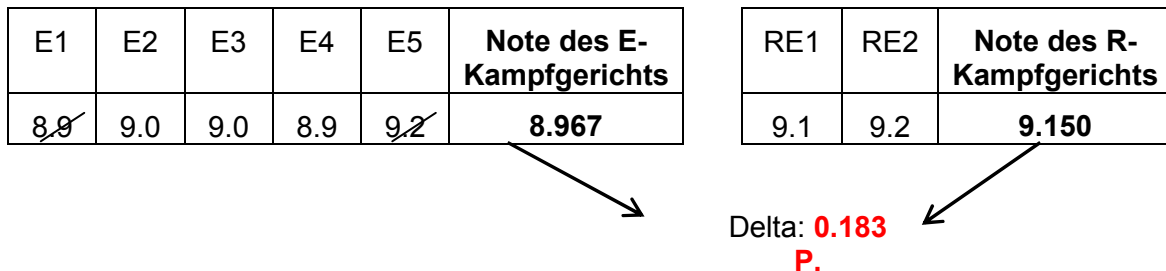 E1 E2 E3 E4 E5 Note des E-
Kampfgerichts
8.9 9.0 9.0 8.9 9.2 8.967
RE1 RE2 Note des R-
Kampfgerichts
9.1 9.2 9.150
Delta: 0.183
P.